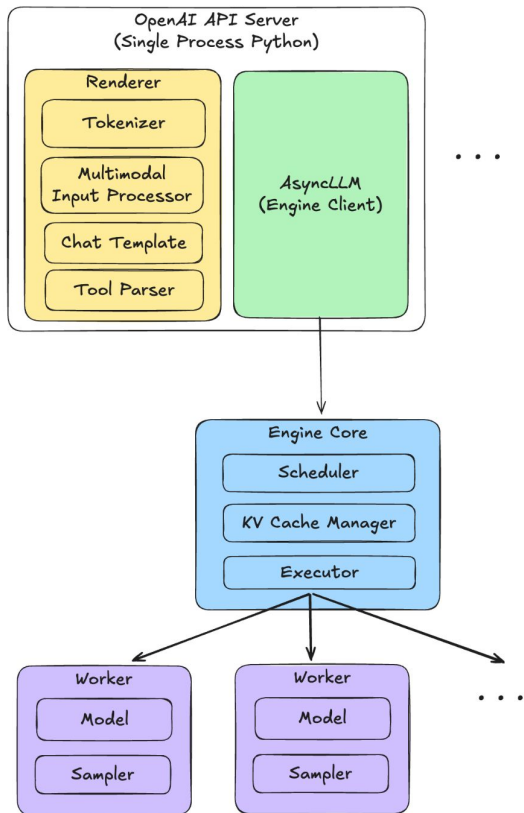 OpenAI API Server
(Single Process Python)
Renderer
Tokenizer
Multimodal
Input Processor
Chat Template
Tool Parser
AsyncLLM
(Engine Client)
. . .
Engine Core
Scheduler
KV Cache Manager
Executor
Worker
Model
Sampler
Worker
Model
Sampler
. . .